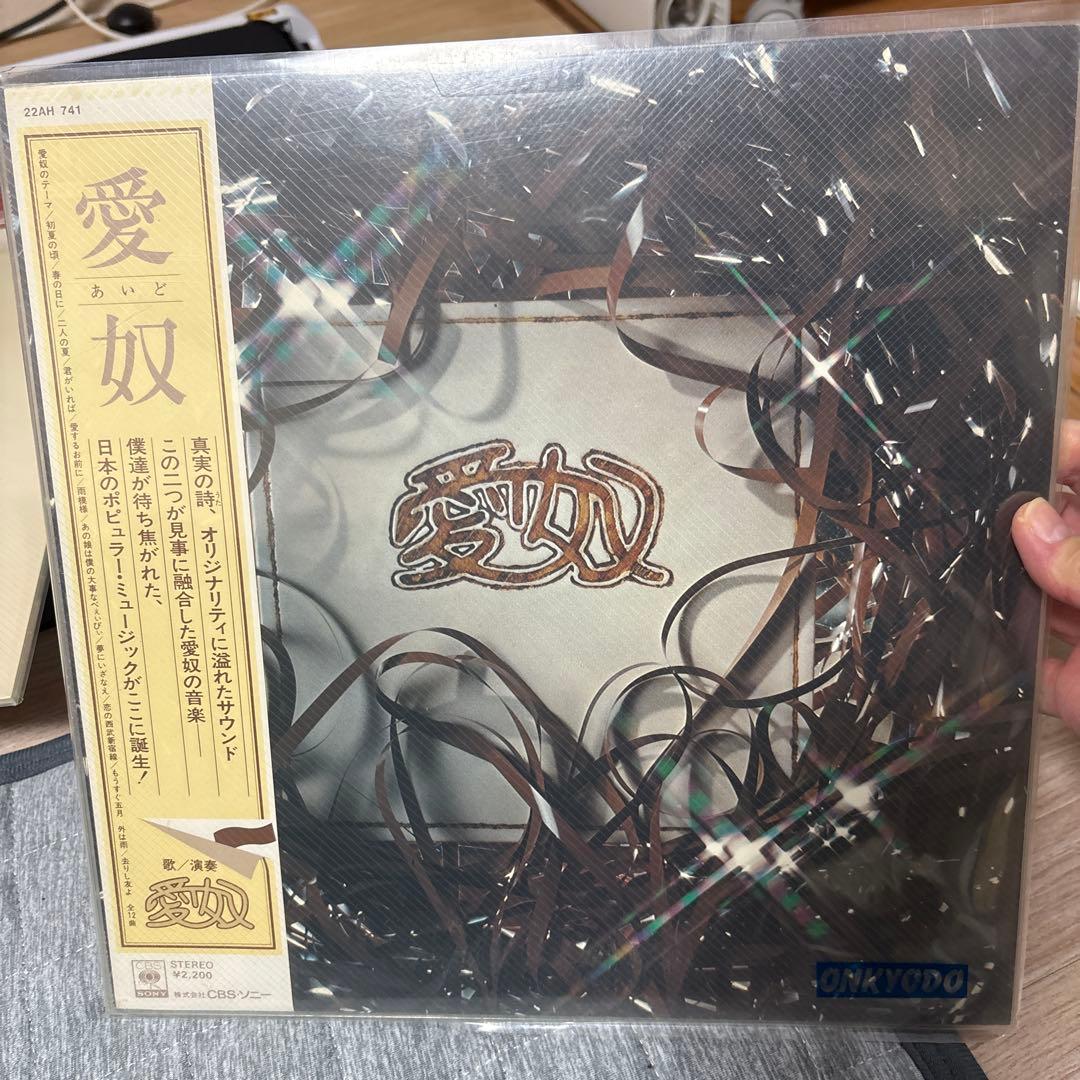 22AH 741
愛
あいど
奴
真実の詩、オリジナリティに溢れたサウンド
うた
この二つが見事に融合した愛奴の音楽―
僕達が待ち焦がれた、
日本のポピュラー・ミュージックがここに誕生!
愛奴のテーマ/初夏の頃/春の日に/二人の夏/君がいれば/愛するお前に/雨模様/あの娘は僕の大事なべぇいびぃ/夢にいざなえ/恋の西武新宿線/もうすぐ五月 外は雨/去りし友よ 全12曲
歌/演奏
愛奴
CBS
SONY
STEREO
¥2,200
株式会社 CBS・ソニー
愛奴
ONKYODO